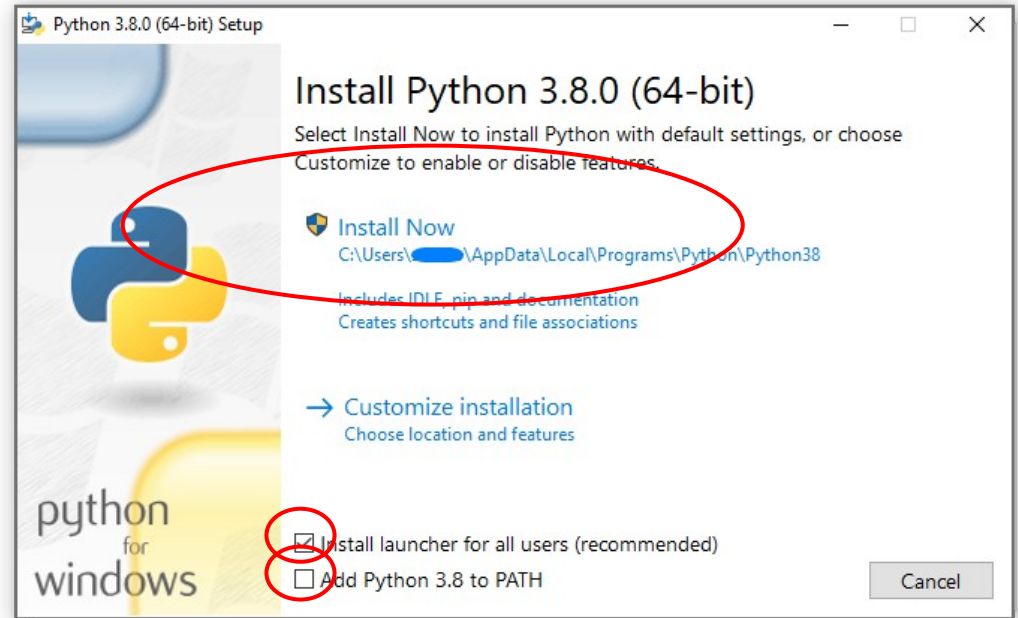 Python 3.8.0 (64-bit) Setup
Install Python 3.8.0 (64-bit)
Select Install Now to install Python with default settings, or choose
Customize to enable or disable features.
Install Now
C:\Users\ \AppData\Local\Programs\Python\Python38
Includes IDLE, pip and documentation
Creates shortcuts and file associations
→ Customize installation
Choose location and features
python
for
windows
Install launcher for all users (recommended)
Add Python 3.8 to PATH
Cancel